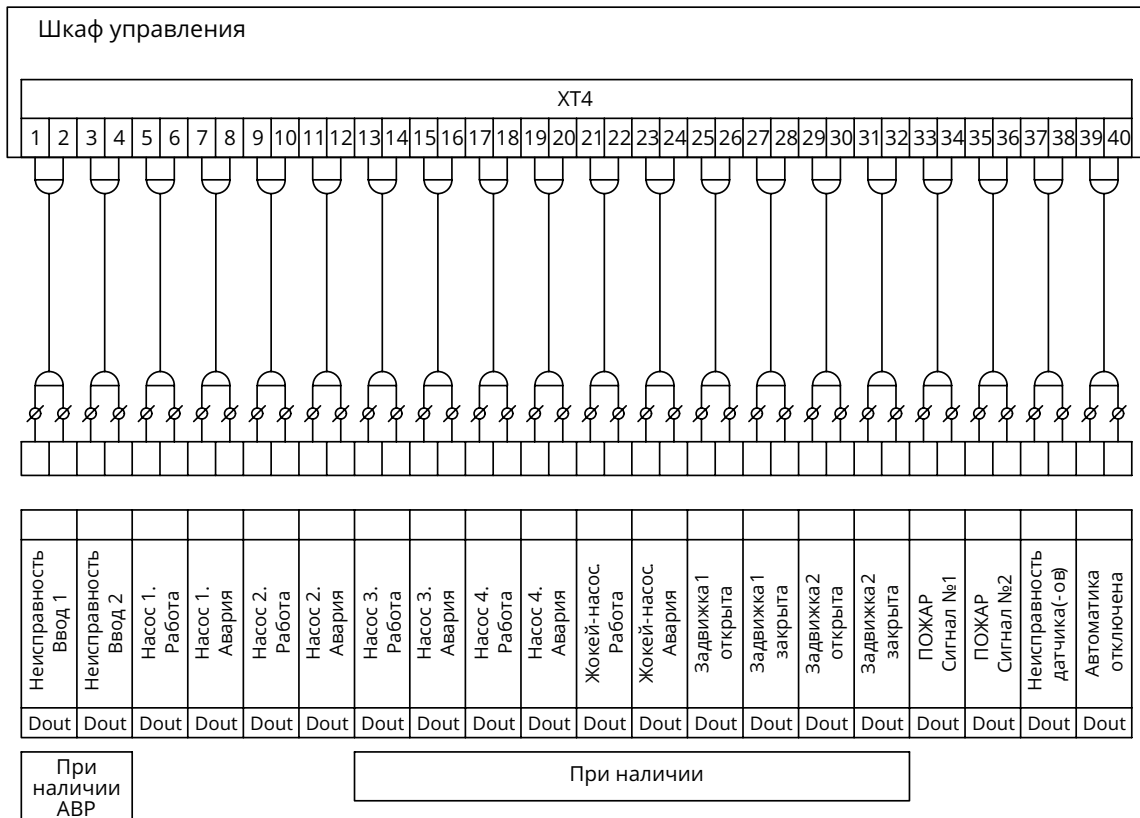 Шкаф управления
XT4
1 2 3 4 5 6 7 8 9 10 11 12 13 14 15 16 17 18 19 20 21 22 23 24 25 26 27 28 29 30 31 32 33 34 35 36 37 38 39 40
Неисправность
Ввод 1
Неисправность
Ввод 2
Насос 1.
Работа
Насос 1.
Авария
Насос 2.
Работа
Насос 2.
Авария
Насос 3.
Работа
Насос 3.
Авария
Насос 4.
Работа
Насос 4.
Авария
Жокей-насос.
Работа
Жокей-насос.
Авария
Задвижка1
открыта
Задвижка1
закрыта
Задвижка2
открыта
Задвижка2
закрыта
ПОЖАР
Сигнал №1
ПОЖАР
Сигнал №2
Неисправность
датчика(-ов)
Автоматика
отключена
Dout Dout Dout Dout Dout Dout Dout Dout Dout Dout Dout Dout Dout Dout Dout Dout Dout Dout Dout Dout
При
наличии
АВР
При наличии